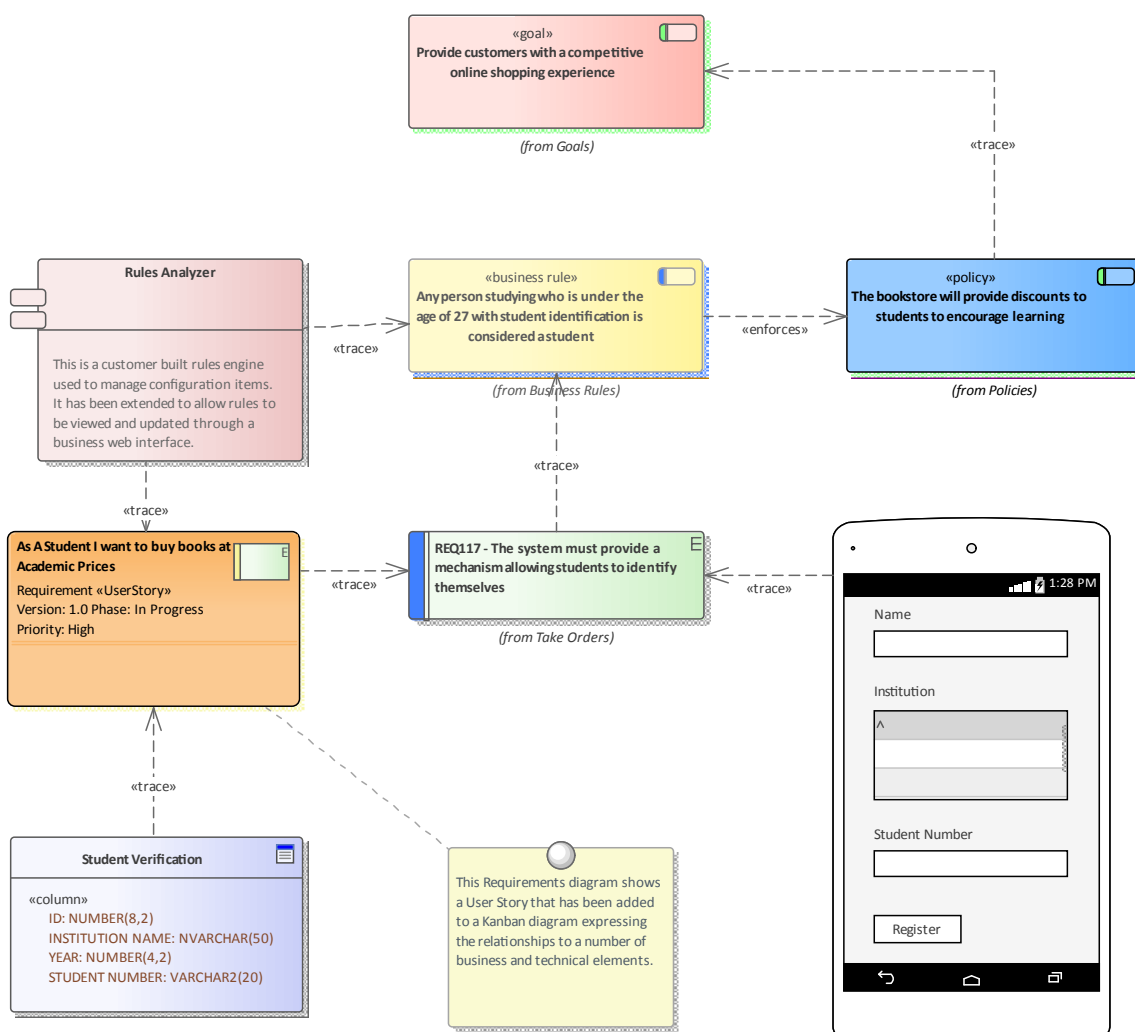 «goal»
Provide customers with a competitive
online shopping experience
(from Goals)
«trace»
Rules Analyzer
This is a customer built rules engine
used to manage configuration items.
It has been extended to allow rules to
be viewed and updated through a
business web interface.
«trace»
«business rule»
Any person studying who is under the
age of 27 with student identification is
considered a student
(from Business Rules)
«enforces»
«policy»
The bookstore will provide discounts to
students to encourage learning
(from Policies)
«trace»
«trace»
As A Student I want to buy books at
Academic Prices
E
Requirement «UserStory»
Version: 1.0 Phase: In Progress
Priority: High
«trace»
REQ117 - The system must provide a
mechanism allowing students to identify
themselves
E
(from Take Orders)
«trace»
1:28 PM
Name
Institution
^
Student Number
Register
«trace»
Student Verification
«column»
ID: NUMBER(8,2)
INSTITUTION NAME: NVARCHAR(50)
YEAR: NUMBER(4,2)
STUDENT NUMBER: VARCHAR2(20)
This Requirements diagram shows
a User Story that has been added
to a Kanban diagram expressing
the relationships to a number of
business and technical elements.